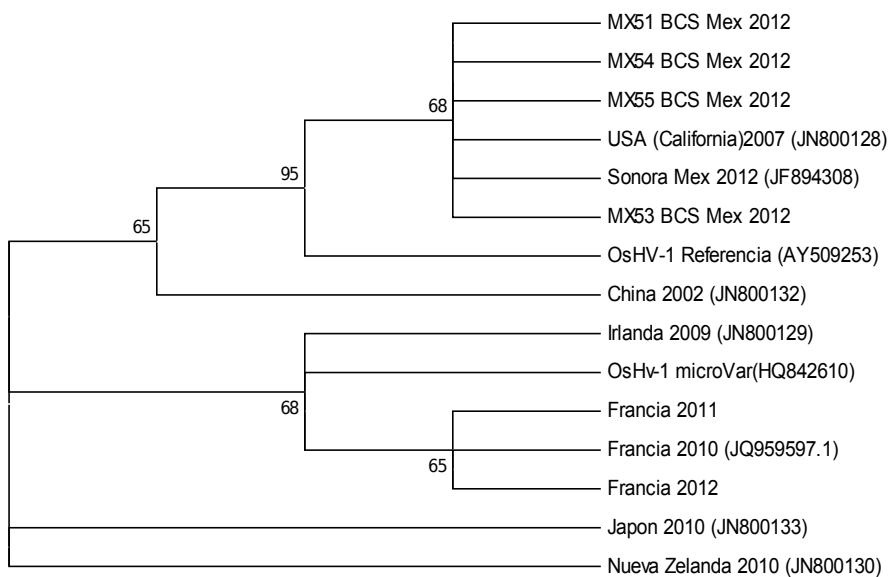 MX51 BCS Mex 2012
MX54 BCS Mex 2012
MX55 BCS Mex 2012
68
USA (California)2007 (JN800128)
Sonora Mex 2012 (JF894308)
95
MX53 BCS Mex 2012
65
OsHV-1 Referencia (AY509253)
China 2002 (JN800132)
Irlanda 2009 (JN800129)
OsHv-1 microVar(HQ842610)
68
Francia 2011
Francia 2010 (JQ959597.1)
65
Francia 2012
Japon 2010 (JN800133)
Nueva Zelanda 2010 (JN800130)